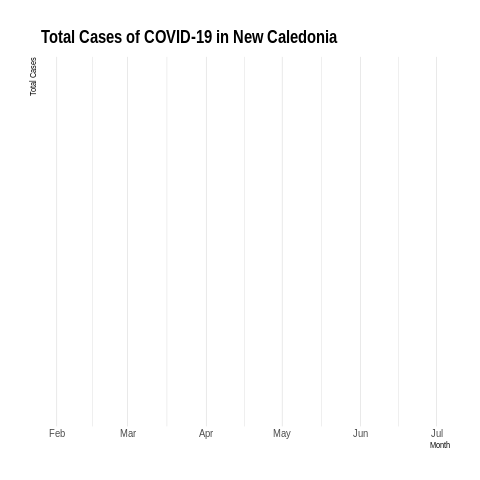 Total Cases of COVID-19 in New Caledonia
Total Cases
Feb Mar Apr May Jun Jul
Month